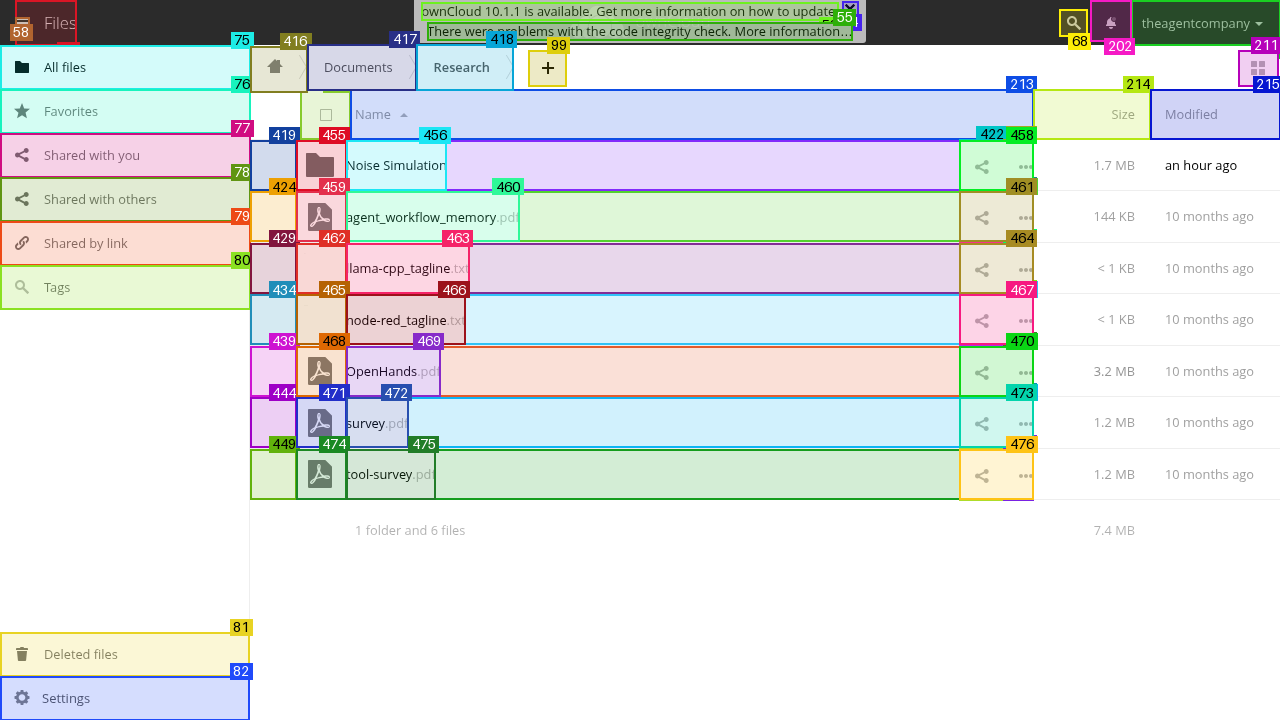 Files
ownCloud 10.1.1 is available. Get more information on how to update
There were problems with the code integrity check. More information…
theagentcompany
58
55
68
202
75
All files
76
Favorites
77
Shared with you
78
Shared with others
79
Shared by link
80
Tags
81
Deleted files
82
Settings
416
417
Documents
418
Research
99
+
211
213
Name
214
Size
215
Modified
419
455
456
Noise Simulation
422
458
1.7 MB
an hour ago
424
459
460
agent_workflow_memory.pdf
461
144 KB
10 months ago
429
462
463
llama-cpp_tagline.txt
464
< 1 KB
10 months ago
434
465
466
node-red_tagline.txt
467
< 1 KB
10 months ago
439
468
469
OpenHands.pdf
470
3.2 MB
10 months ago
444
471
472
survey.pdf
473
1.2 MB
10 months ago
449
474
475
tool-survey.pdf
476
1.2 MB
10 months ago
1 folder and 6 files
7.4 MB